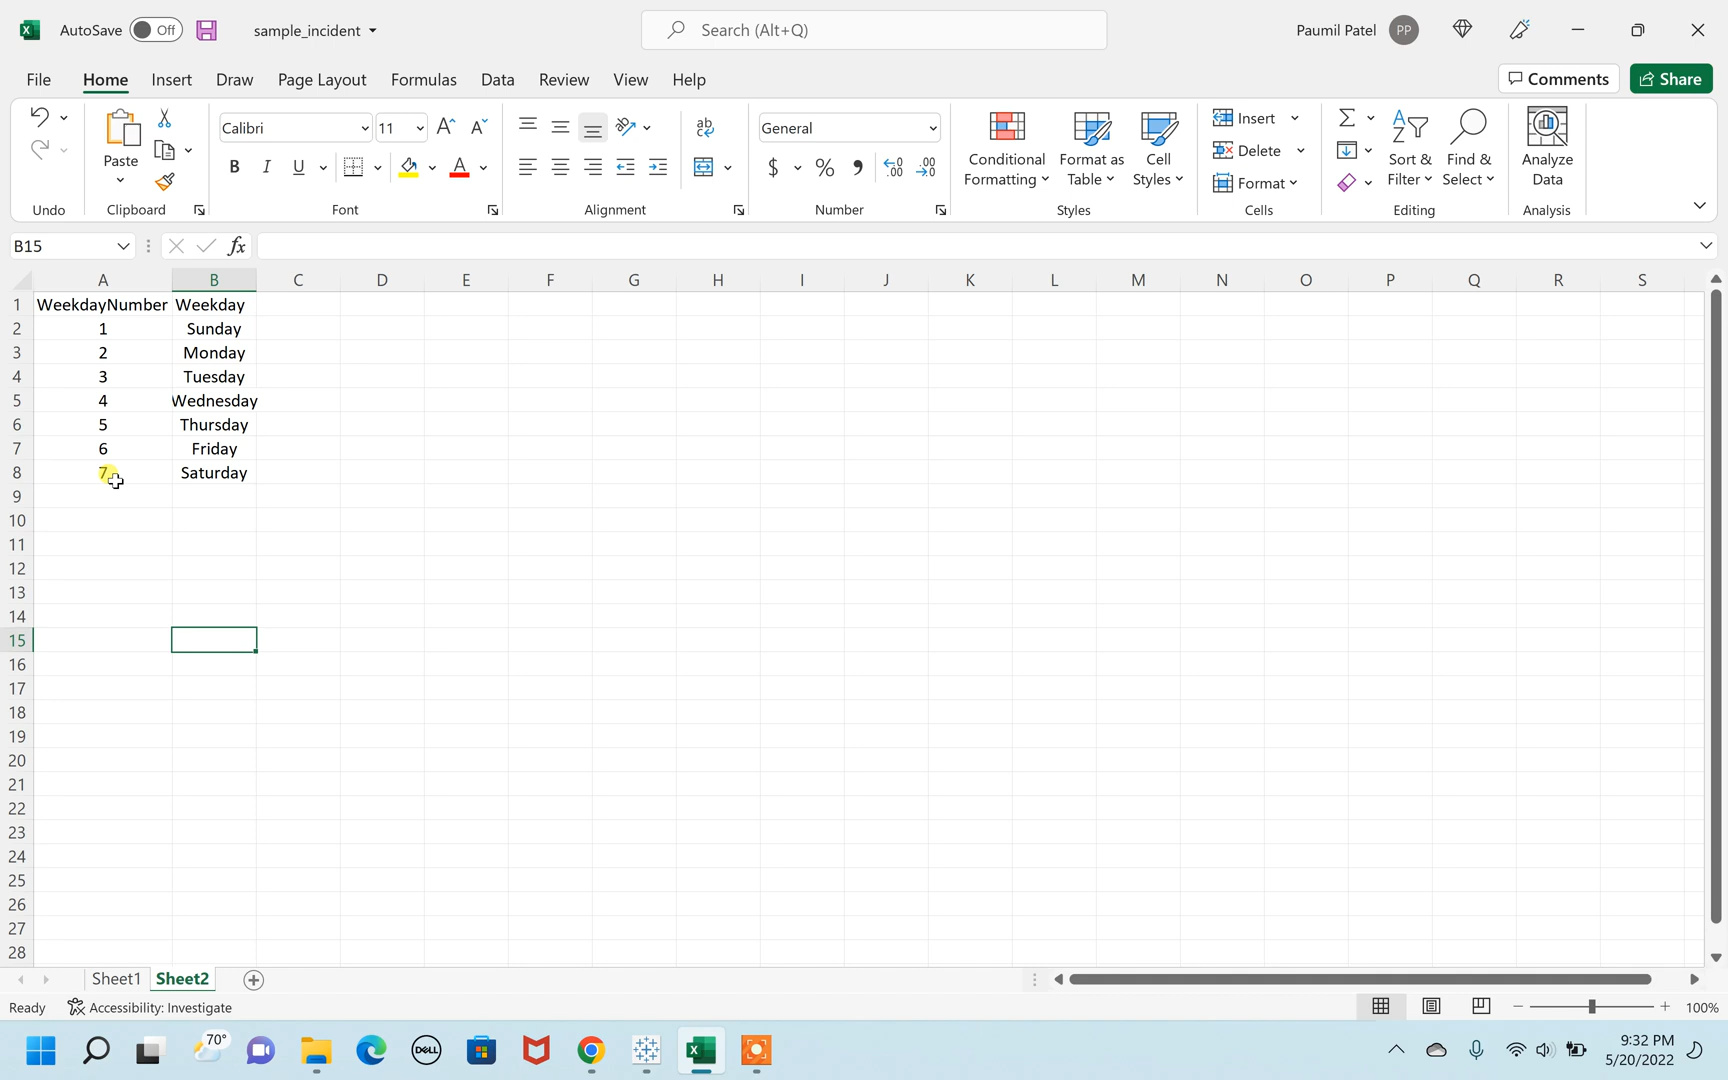 AutoSave Off sample_incident Search (Alt+Q) Paumil Patel PP
File Home Insert Draw Page Layout Formulas Data Review View Help Comments Share
Calibri 11 General
Paste
B I U
$ % 9
Conditional Formatting
Format as Table
Cell Styles
Insert
Delete
Format
Sort & Filter
Find & Select
Analyze Data
Undo Clipboard Font Alignment Number Styles Cells Editing Analysis
B15 fx
A B C D E F G H I J K L M N O P Q R S
1 WeekdayNumber Weekday
2 1 Sunday
3 2 Monday
4 3 Tuesday
5 4 Wednesday
6 5 Thursday
7 6 Friday
8 7 Saturday
9
10
11
12
13
14
15
16
17
18
19
20
21
22
23
24
25
26
27
28
Sheet1 Sheet2
Ready Accessibility: Investigate 100%
70° DELL 9:32 PM
5/20/2022